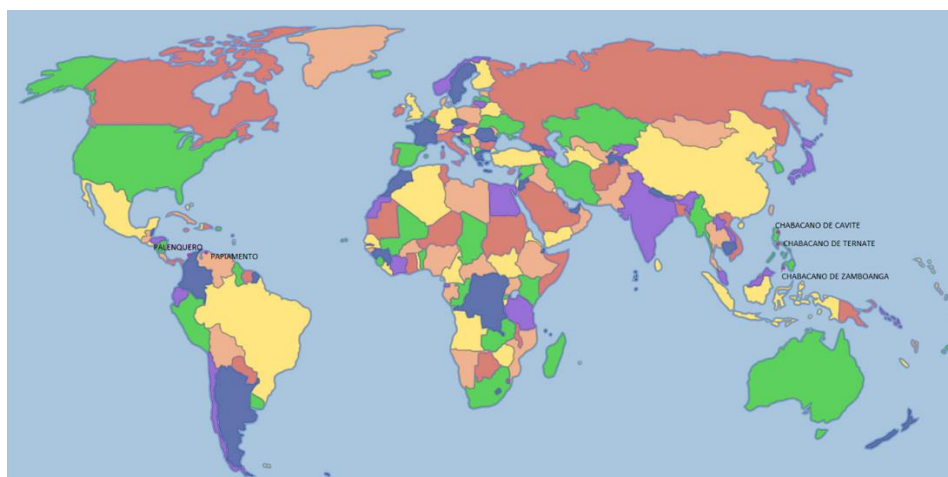 CHABACANO DE CAVITE
PALENQUERO
CHABACANO DE TERNATE
PAPIAMENTO
CHABACANO DE ZAMBOANGA